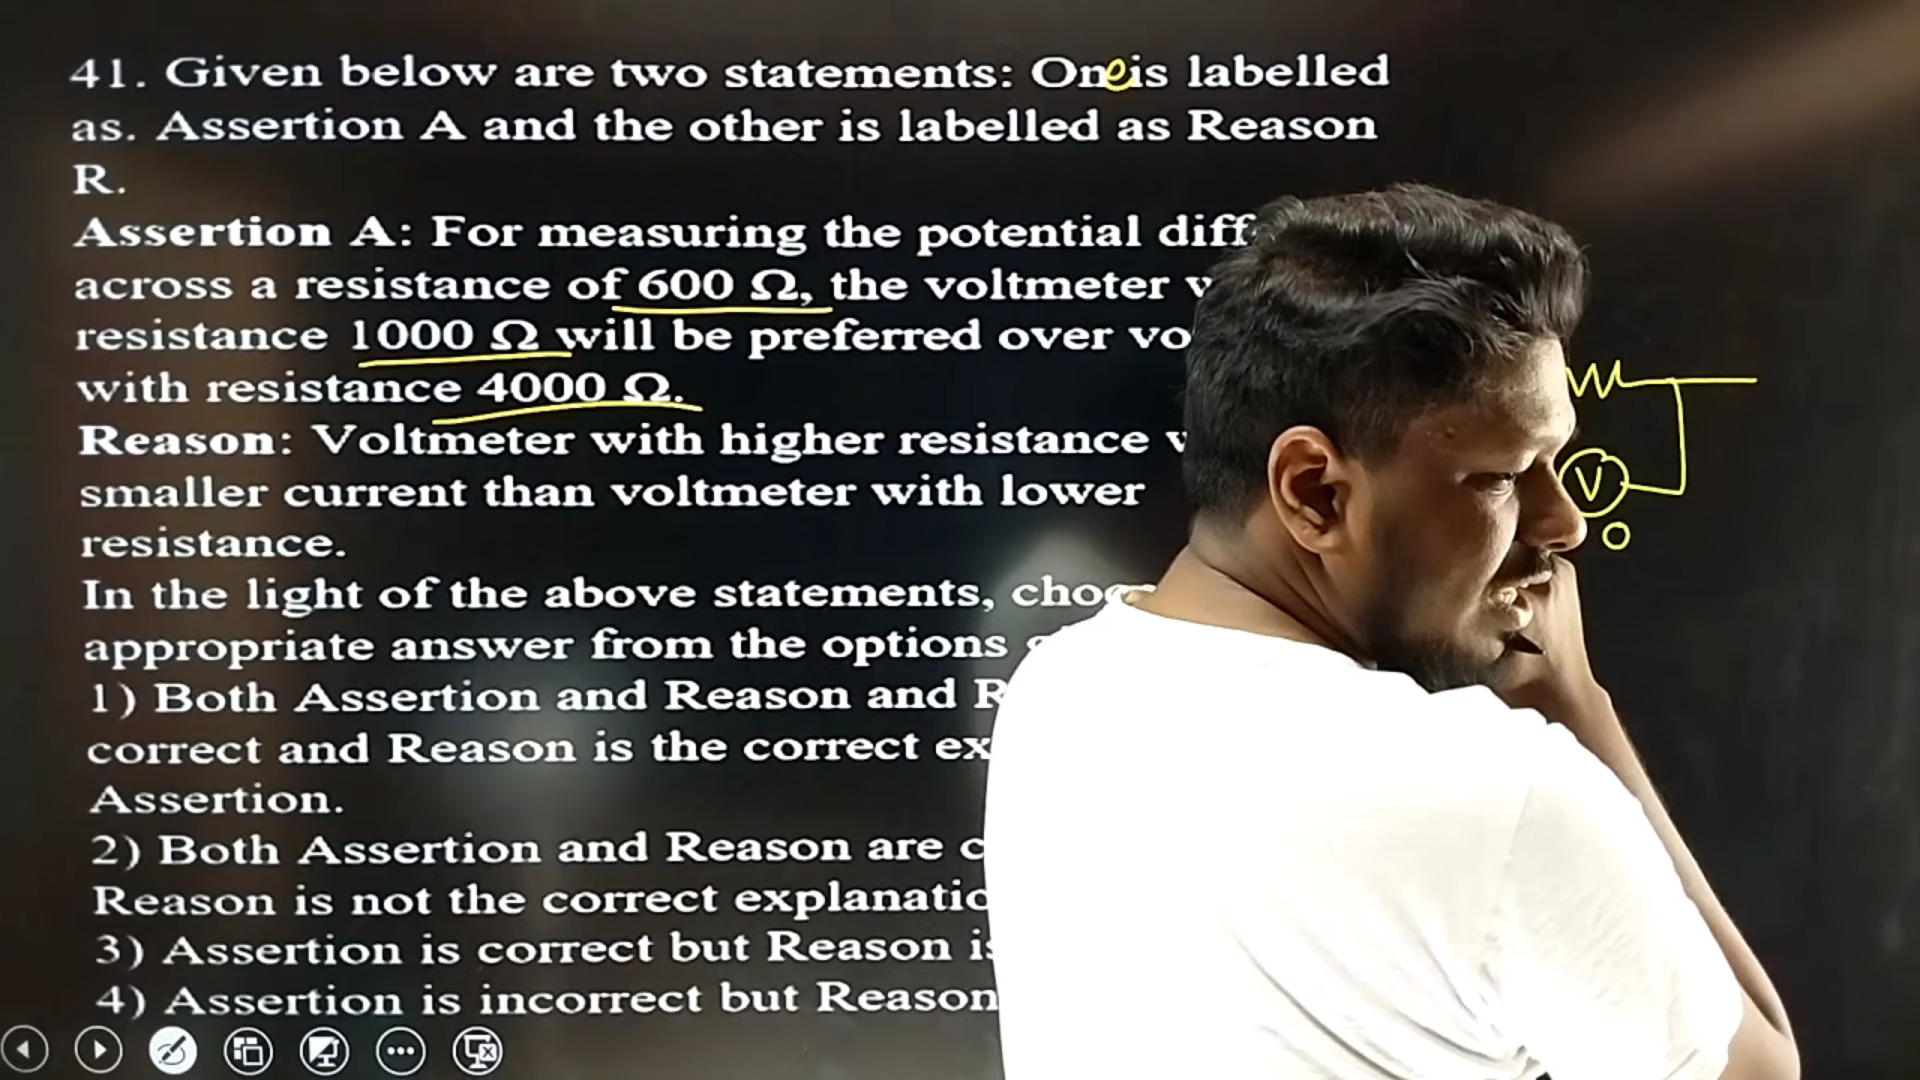 41. Given below are two statements: One is labelled
as. Assertion A and the other is labelled as Reason
R.
Assertion A: For measuring the potential
across a resistance of 600 Ω, the voltmeter
resistance 1000 Ω will be preferred over
with resistance 4000 Ω.
Reason: Voltmeter with higher resistance
smaller current than voltmeter with lower
resistance.
In the light of the above statements,
appropriate answer from the options
1) Both Assertion and Reason and
correct and Reason is the correct
Assertion.
2) Both Assertion and Reason are
Reason is not the correct
3) Assertion is correct but Reason
4) Assertion is incorrect but Reason
V